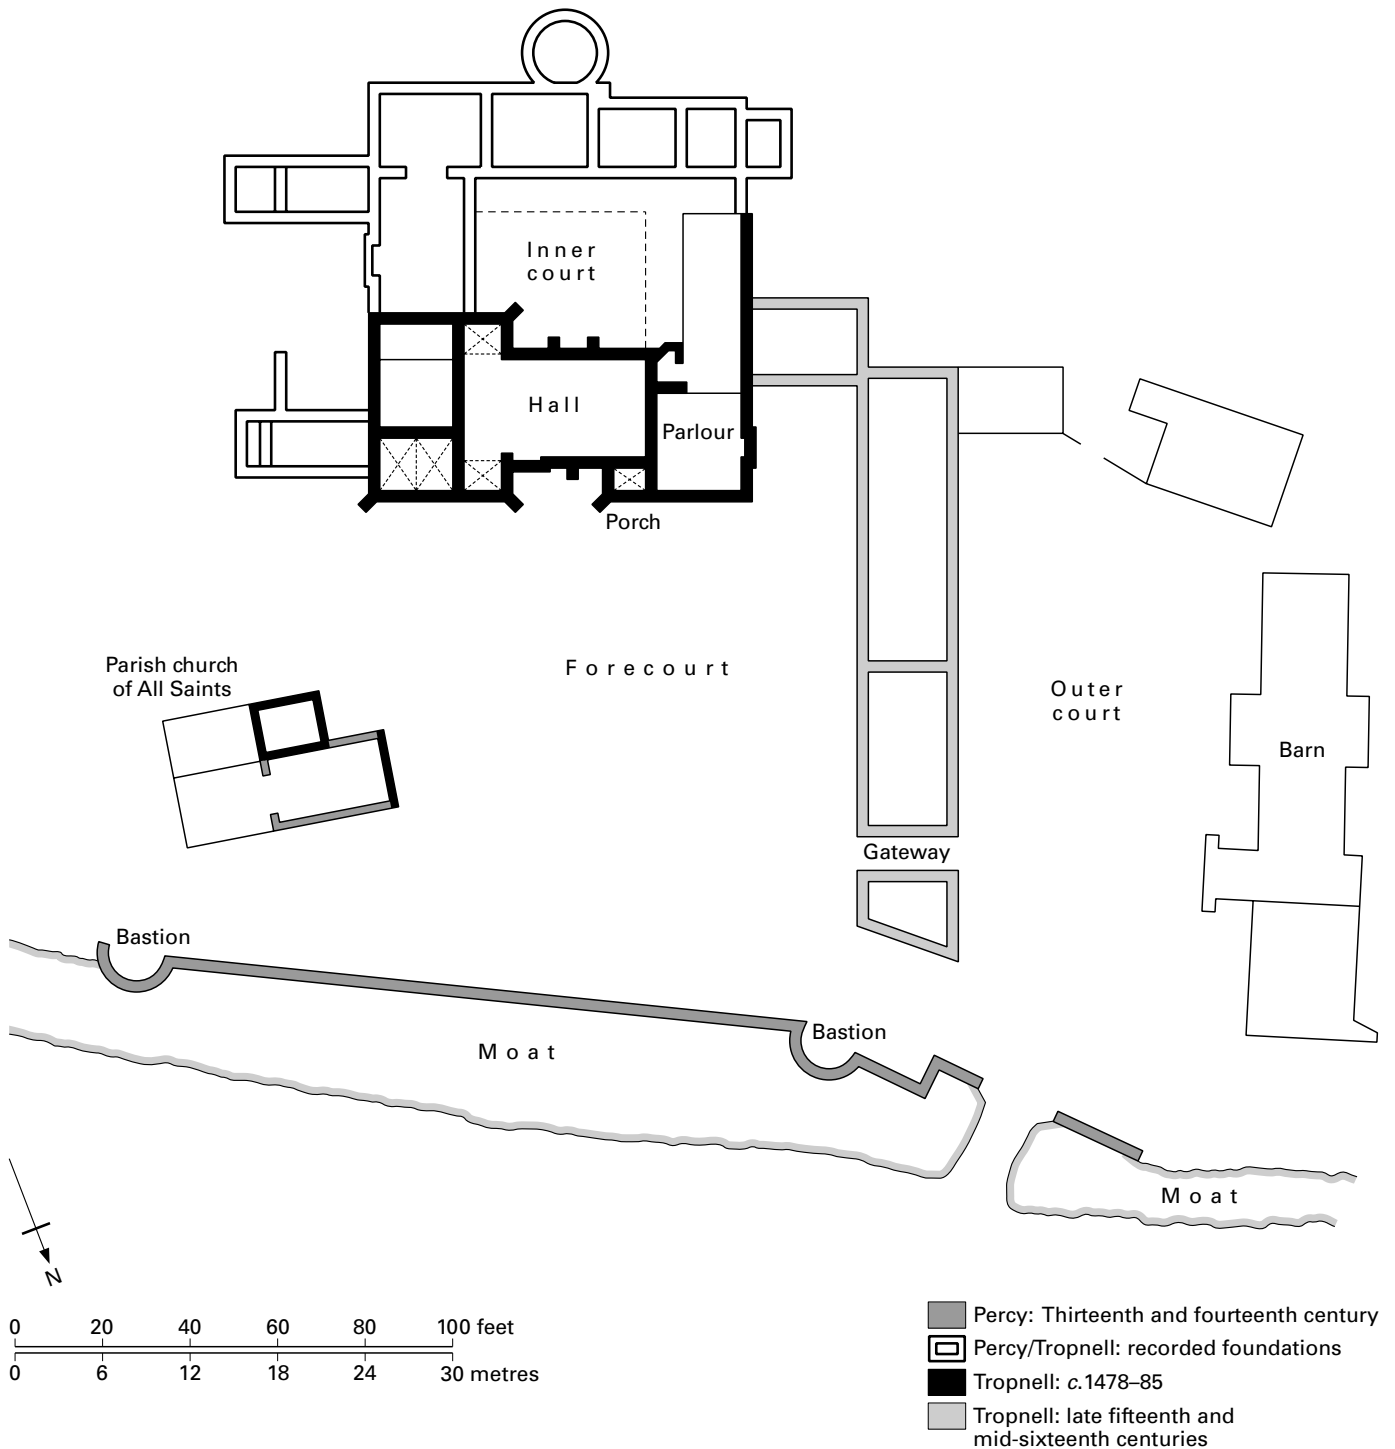 Inner
court
Hall
Parlour
Porch
Parish church
of All Saints
Forecourt
Outer
court
Barn
Gateway
Bastion
Bastion
Moat
Moat
N
0 20 40 60 80 100 feet
0 6 12 18 24 30 metres
Percy: Thirteenth and fourteenth century
Percy/Tropnell: recorded foundations
Tropnell: c.1478–85
Tropnell: late fifteenth and
mid-sixteenth centuries